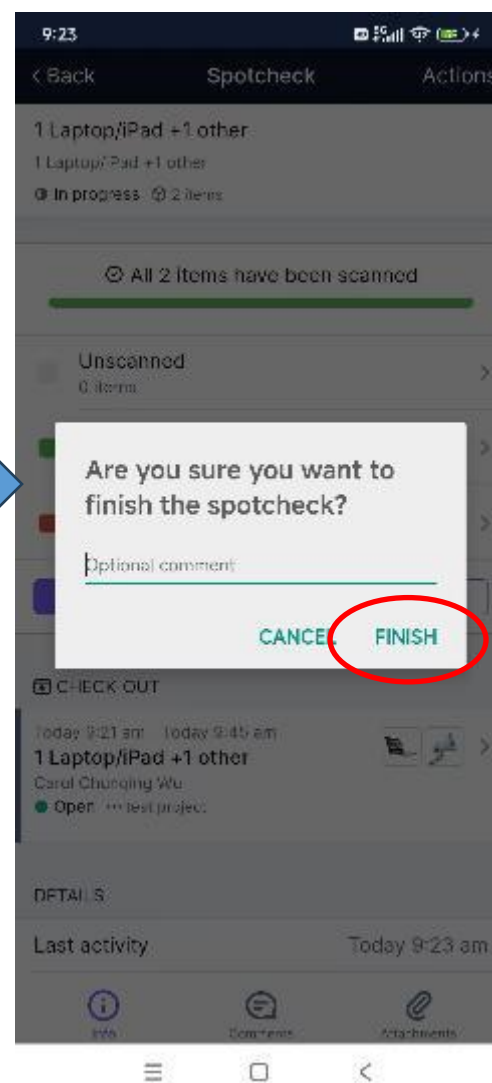 9:23
< Back Spotcheck Actions
1 Laptop/iPad +1 other
1 Laptop/iPad +1 other
In progress 2 items
All 2 items have been scanned
Unscanned
0 items
Are you sure you want to
finish the spotcheck?
Optional comment
CANCEL FINISH
CHECK OUT
Today 9:21 am Today 9:45 am
1 Laptop/iPad +1 other
Carol Chunqing Wu
Open ··· test project
DETAILS
Last activity Today 9:23 am
Info Comments Attachments